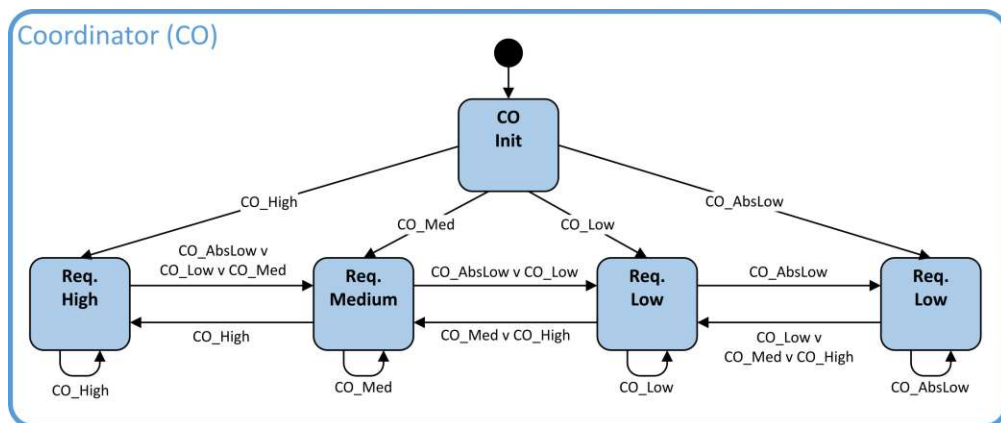 Coordinator (CO)
CO
Init
CO_High
CO_Med
CO_Low
CO_AbsLow
Req.
High
CO_AbsLow v
CO_Low v CO_Med
Req.
Medium
CO_AbsLow v CO_Low
Req.
Low
CO_AbsLow
Req.
Low
CO_High
CO_Med v CO_High
CO_Low v
CO_Med v CO_High
CO_High
CO_Med
CO_Low
CO_AbsLow